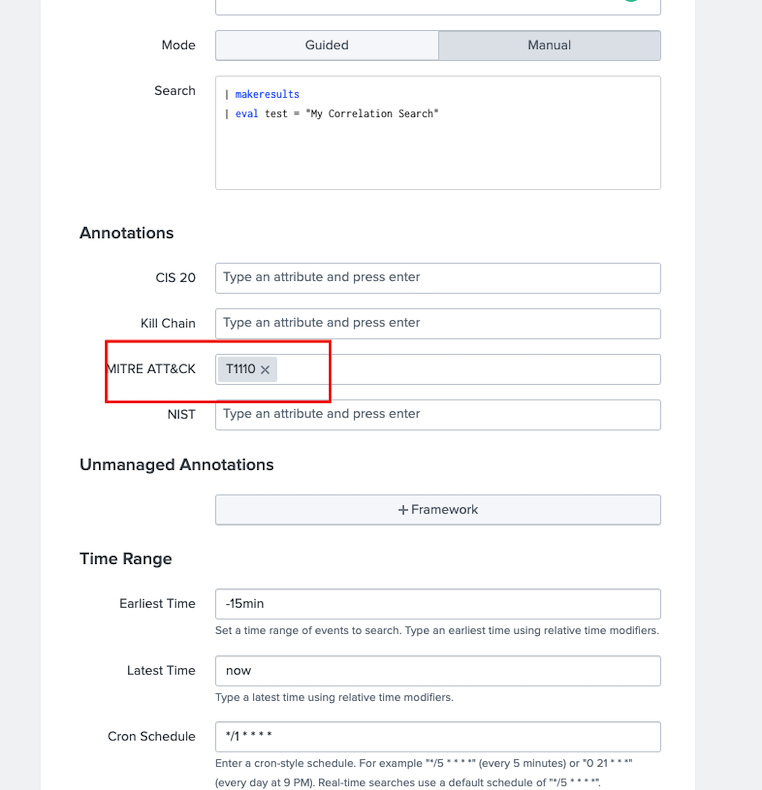 Mode
Guided
Manual
Search
| makeresults
| eval test = "My Correlation Search"
Annotations
CIS 20
Type an attribute and press enter
Kill Chain
Type an attribute and press enter
MITRE ATT&CK
T1110 ×
NIST
Type an attribute and press enter
Unmanaged Annotations
+ Framework
Time Range
Earliest Time
-15min
Set a time range of events to search. Type an earliest time using relative time modifiers.
Latest Time
now
Type a latest time using relative time modifiers.
Cron Schedule
*/1 * * * *
Enter a cron-style schedule. For example "*/5 * * * *" (every 5 minutes) or "0 21 * * *"
(every day at 9 PM). Real-time searches use a default schedule of "*/5 * * * *".